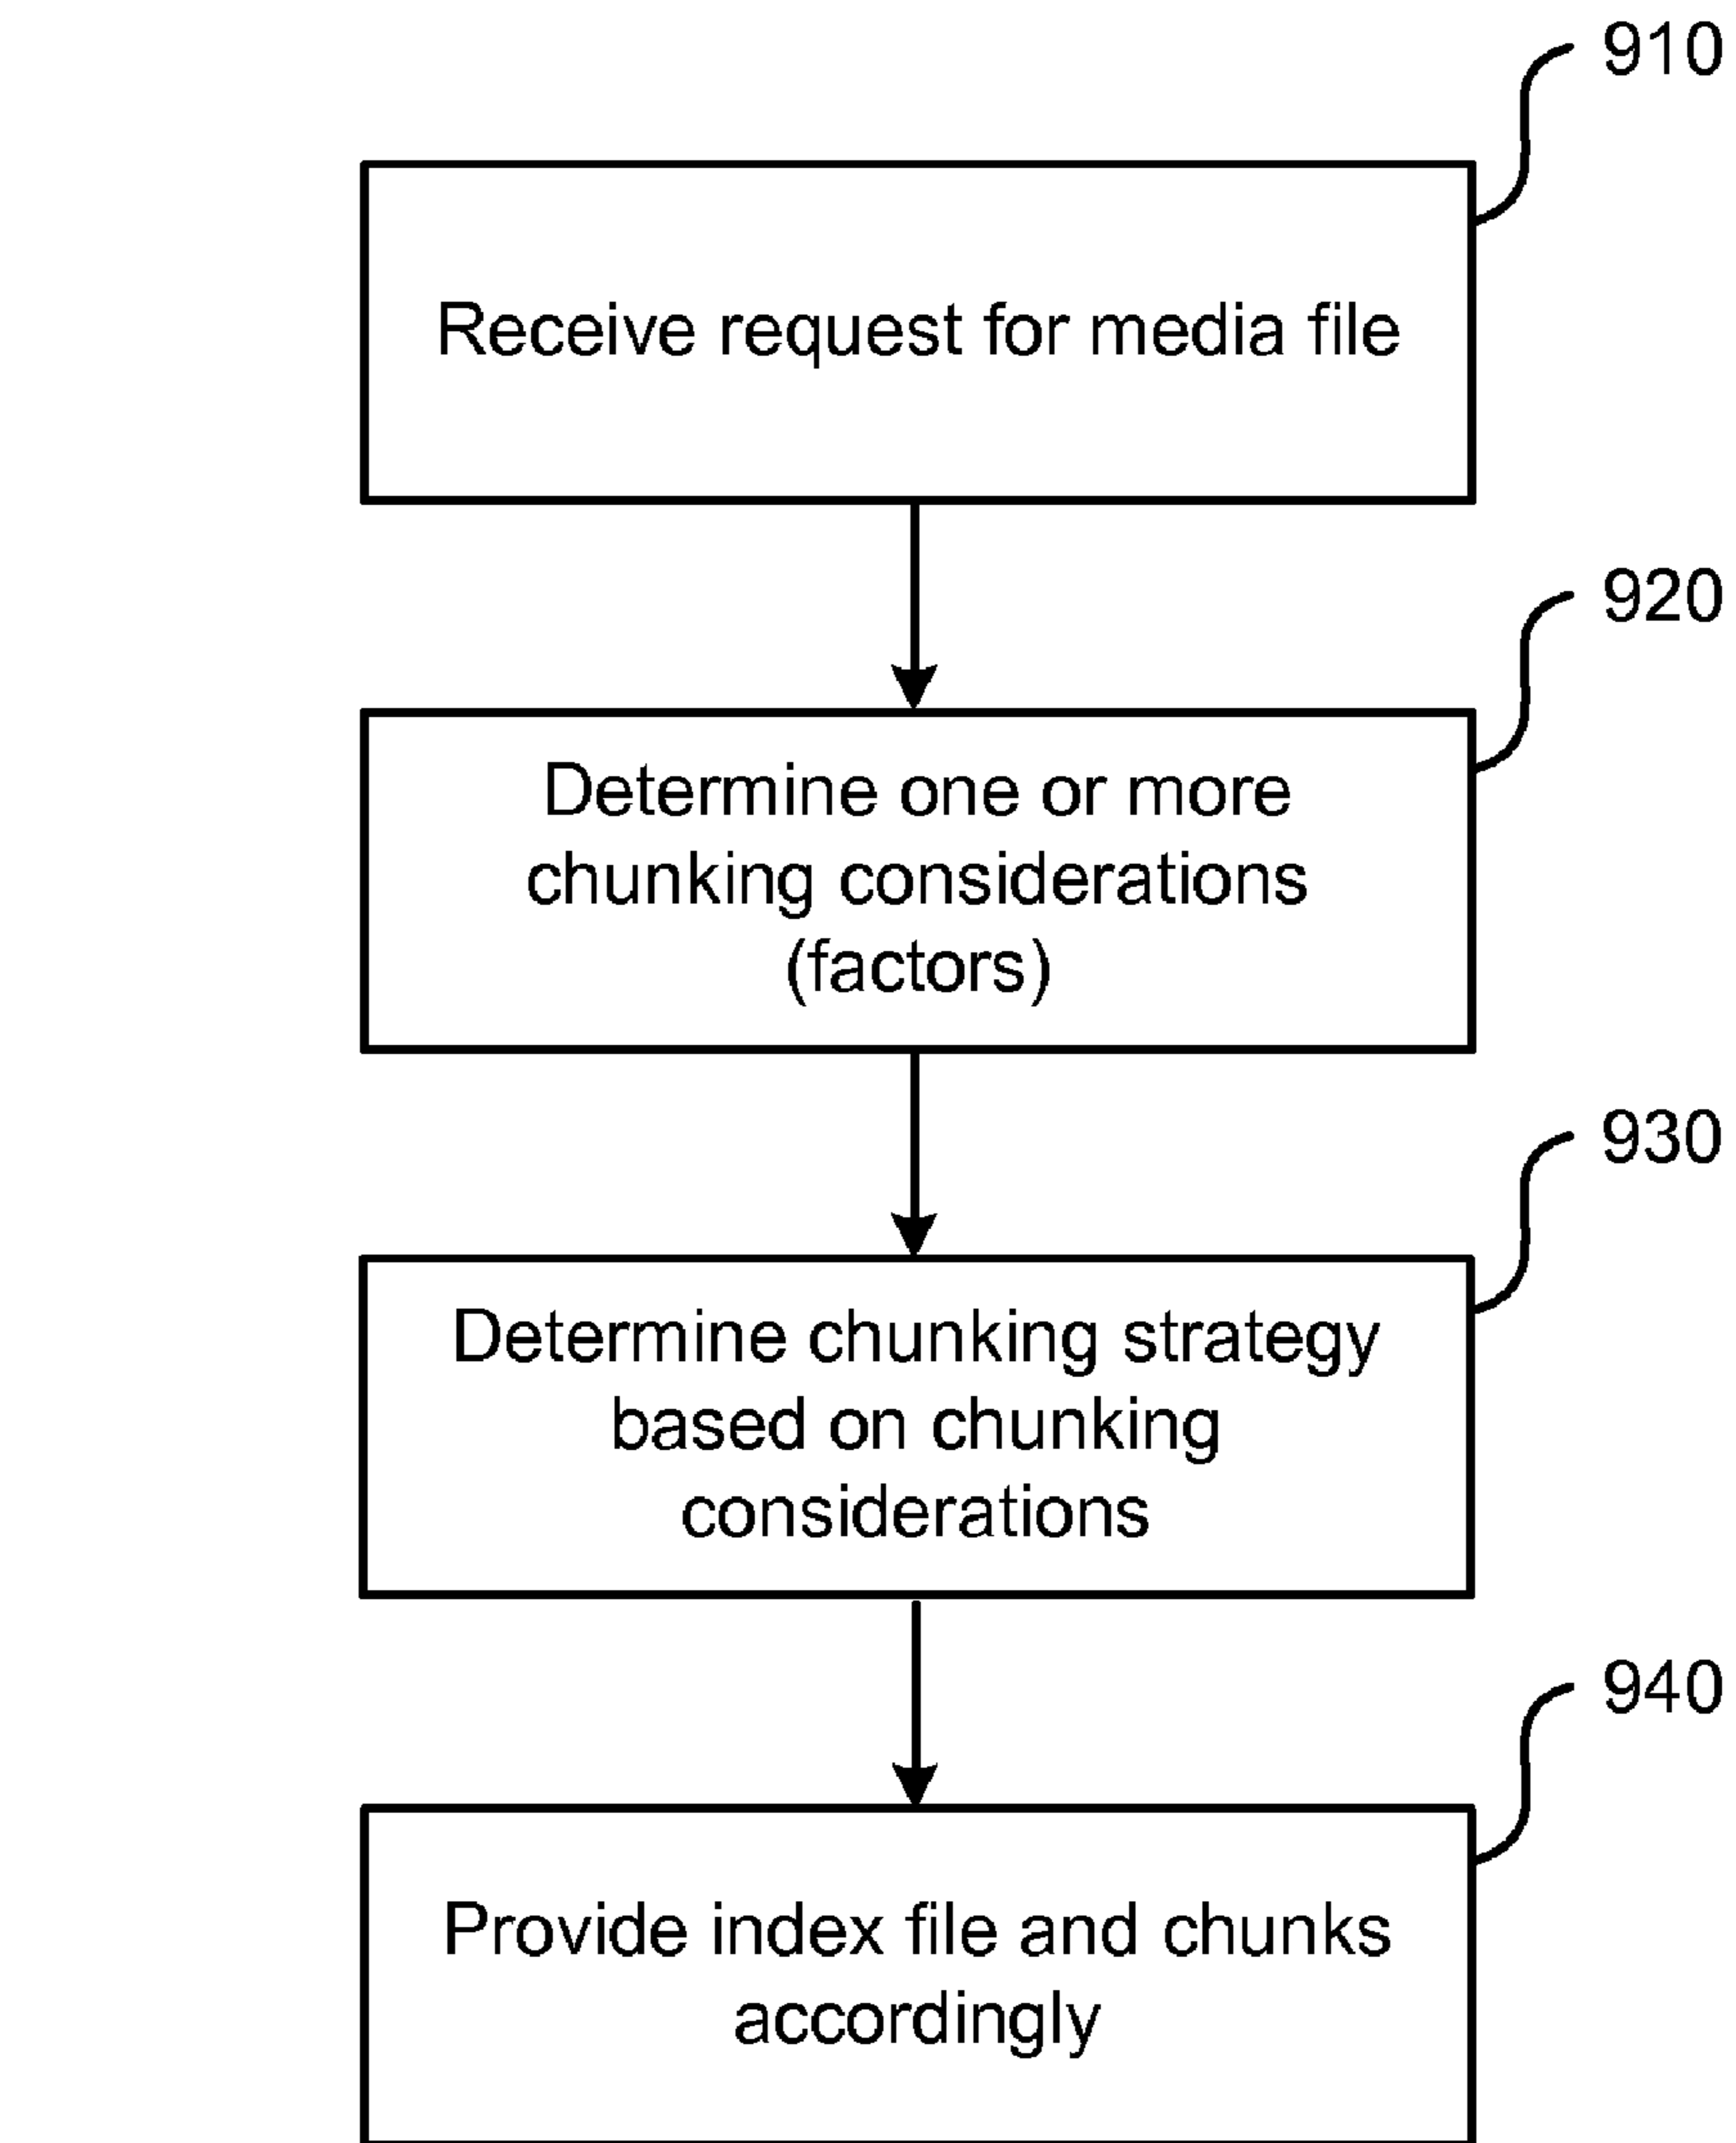 910
Receive request for media file
920
Determine one or more
chunking considerations
(factors)
930
Determine chunking strategy
based on chunking
considerations
940
Provide index file and chunks
accordingly